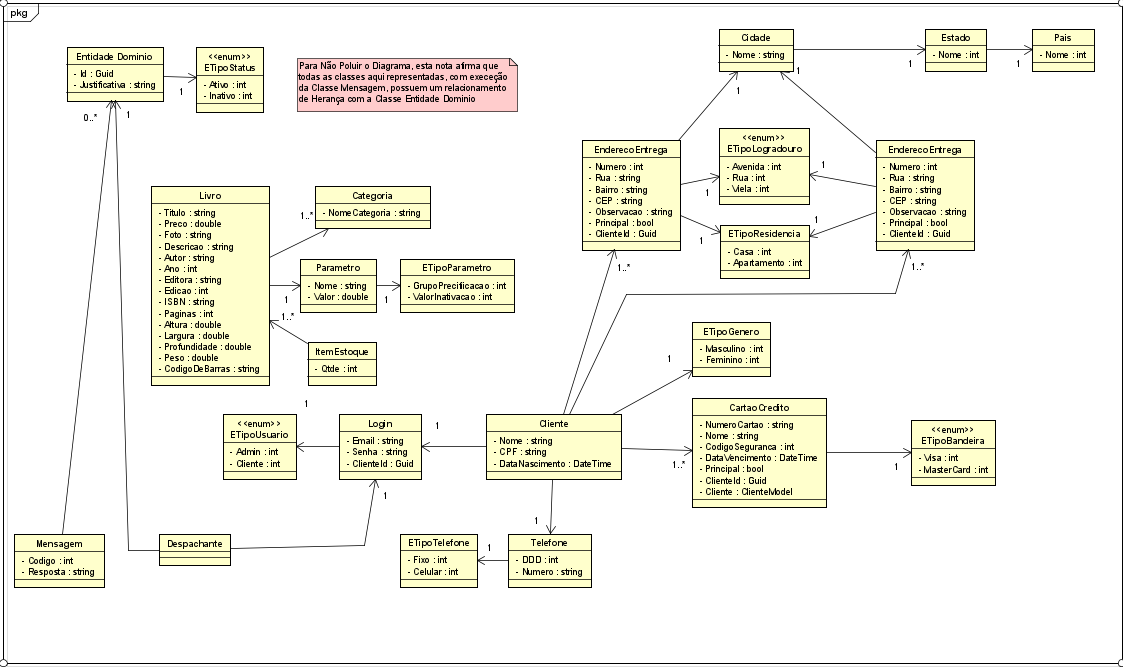 pkg
Entidade Dominio
- Id : Guid
- Justificativa : string
1
<<enum>>
ETipoStatus
- Ativo : int
- Inativo : int
0..*
1
Para Não Poluir o Diagrama, esta nota afirma que
todas as classes aqui representadas, com execeção
da Classe Mensagem, possuem um relacionamento
de Herança com a Classe Entidade Dominio
Cidade
- Nome : string
1
1
1
Estado
- Nome : int
1
Pais
- Nome : int
EnderecoEntrega
- Numero : int
- Rua : string
- Bairro : string
- CEP : string
- Observacao : string
- Principal : bool
- ClienteId : Guid
1
1
1..*
<<enum>>
ETipoLogradouro
- Avenida : int
- Rua : int
- Viela : int
1
ETipoResidencia
- Casa : int
- Apartamento : int
1
EnderecoEntrega
- Numero : int
- Rua : string
- Bairro : string
- CEP : string
- Observacao : string
- Principal : bool
- ClienteId : Guid
1..*
Livro
- Titulo : string
- Preco : double
- Foto : string
- Descricao : string
- Autor : string
- Ano : int
- Editora : string
- Edicao : int
- ISBN : string
- Paginas : int
- Altura : double
- Largura : double
- Profundidade : double
- Peso : double
- CodigoDeBarras : string
Categoria
- NomeCategoria : string
1..*
Parametro
- Nome : string
- Valor : double
1
1
ETipoParametro
- GrupoPrecificacao : int
- ValorInativacao : int
1..*
ItemEstoque
- Qtde : int
ETipoGenero
- Masculino : int
- Feminino : int
1
1
<<enum>>
ETipoUsuario
- Admin : int
- Cliente : int
Login
- Email : string
- Senha : string
- ClienteId : Guid
1
1
Cliente
- Nome : string
- CPF : string
- DataNascimento : DateTime
1..*
CartaoCredito
- NumeroCartao : string
- Nome : string
- CodigoSeguranca : int
- DataVencimento : DateTime
- Principal : bool
- ClienteId : Guid
- Cliente : ClienteModel
1
<<enum>>
ETipoBandeira
- Visa : int
- MasterCard : int
Mensagem
- Codigo : int
- Resposta : string
Despachante
ETipoTelefone
- Fixo : int
- Celular : int
1
1
Telefone
- DDD : int
- Numero : string